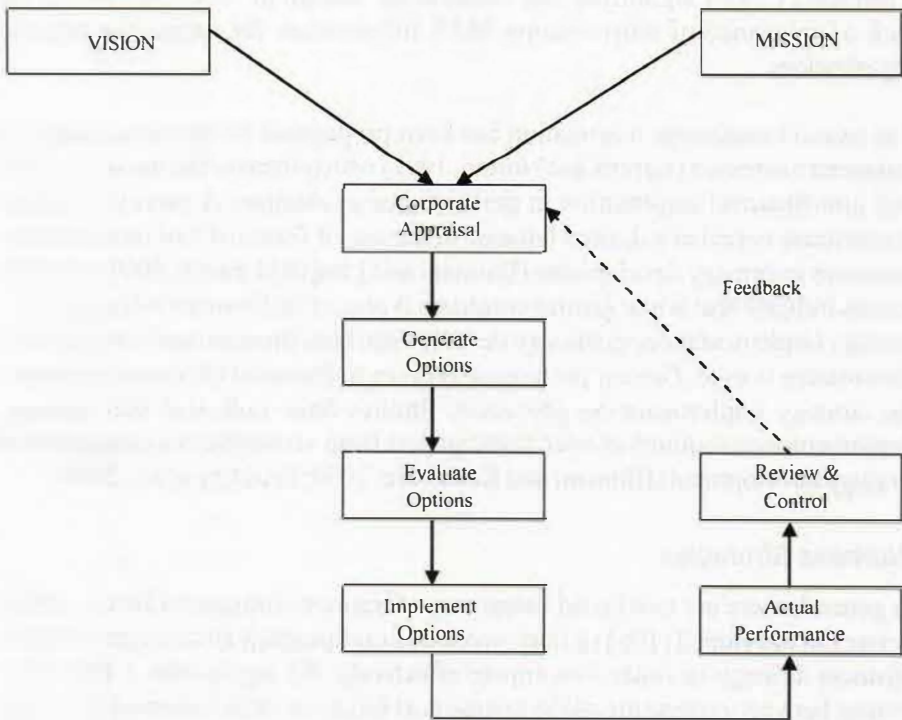 VISION
MISSION
Corporate
Appraisal
Feedback
Generate
Options
Evaluate
Options
Review &
Control
Implement
Options
Actual
Performance